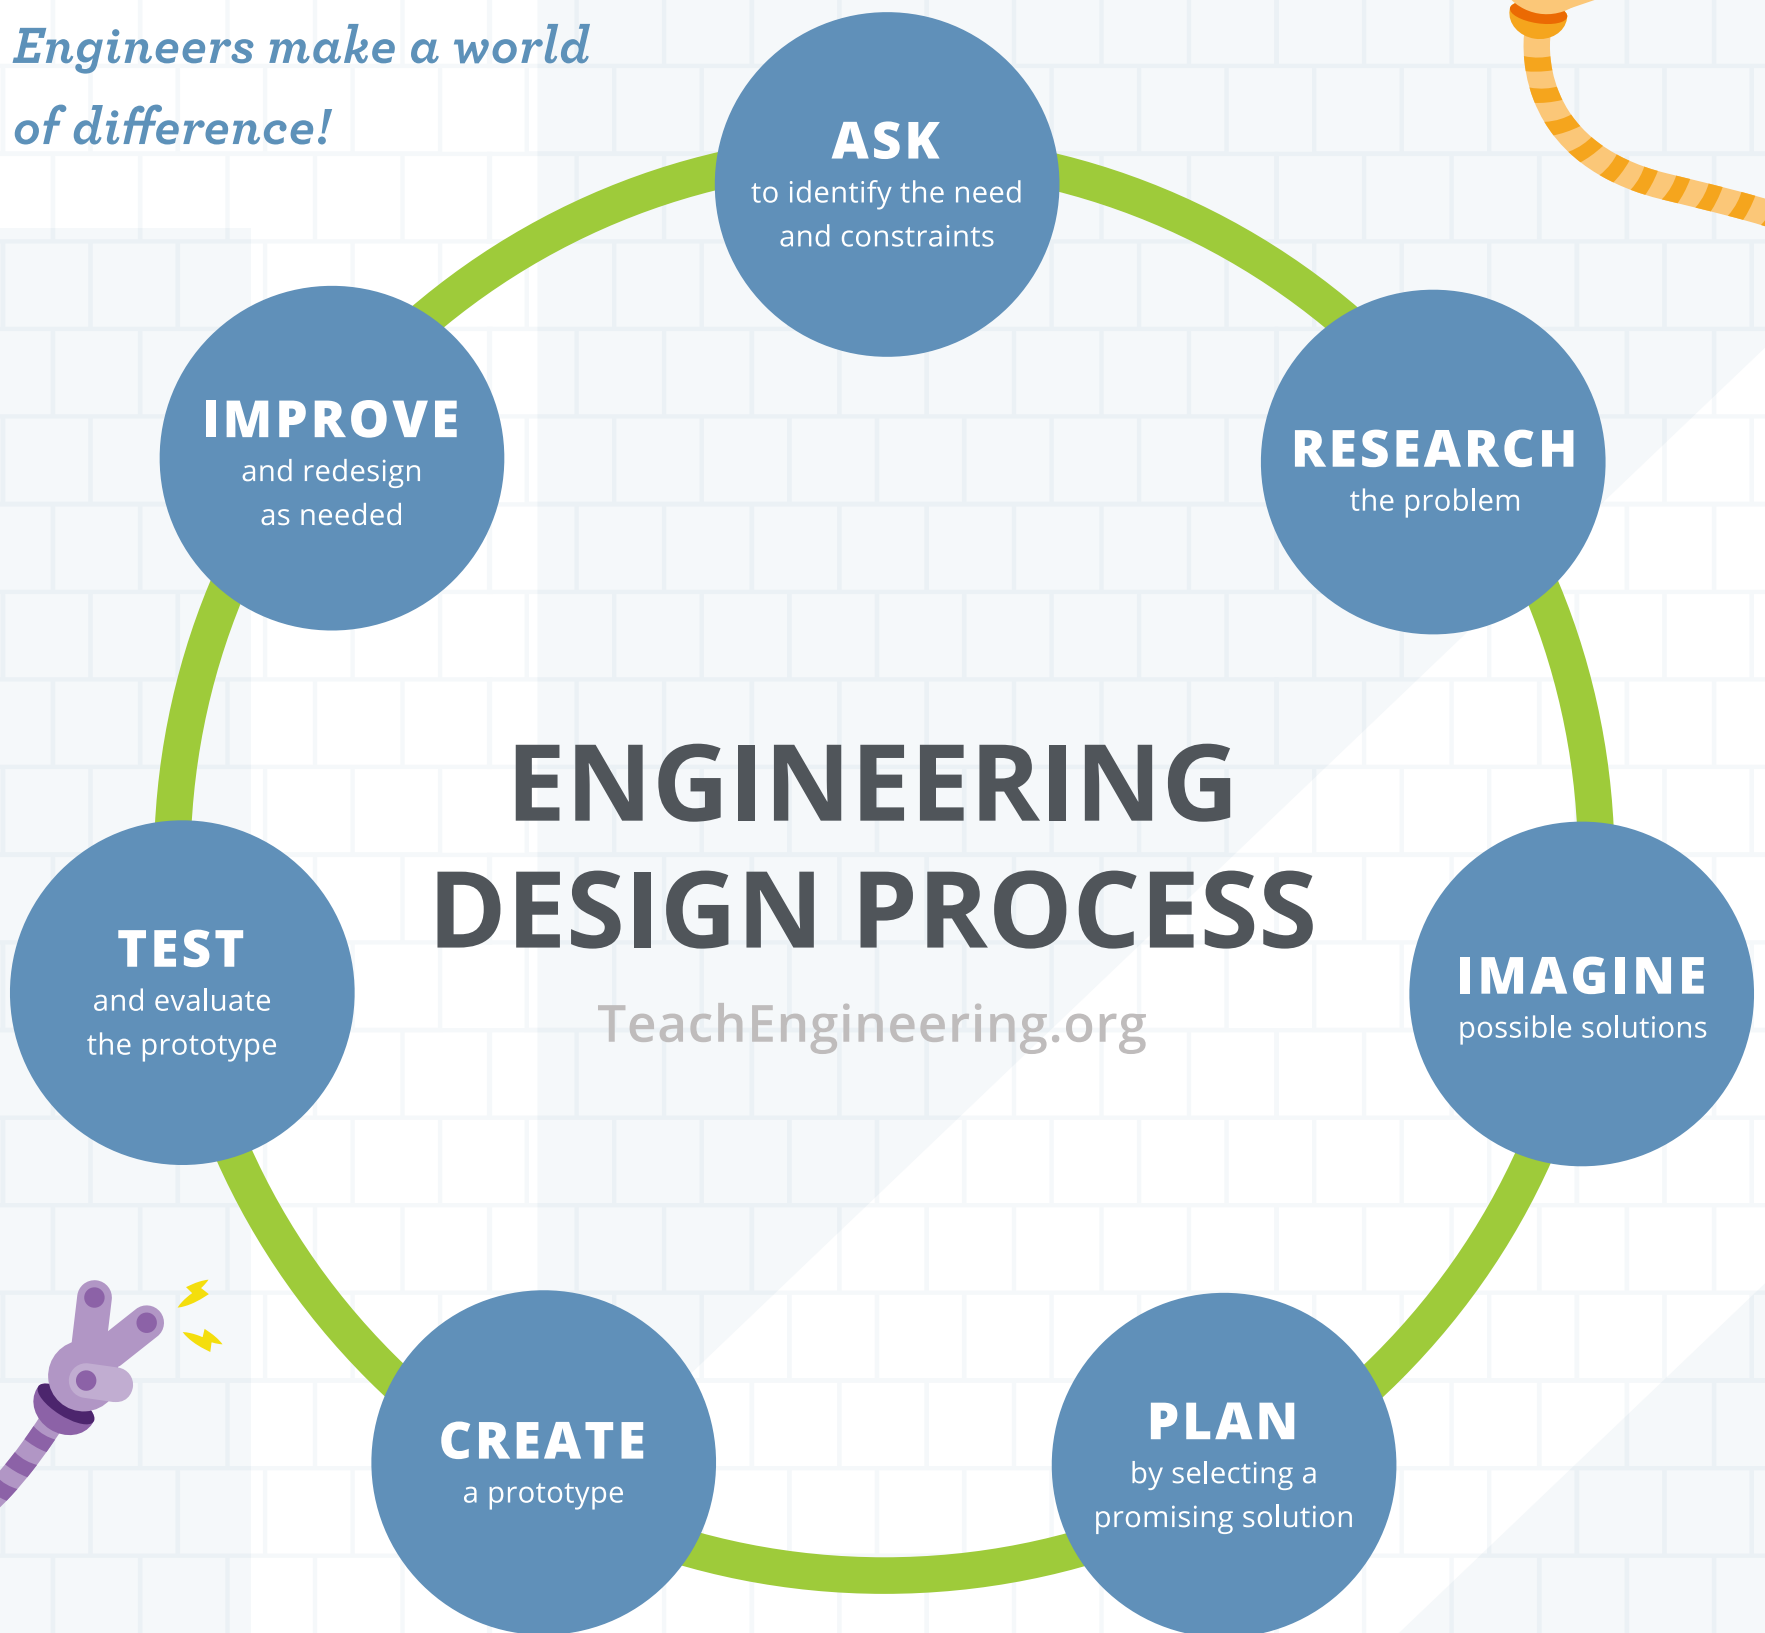 Engineers make a world
of difference!
ASK
to identify the need
and constraints
RESEARCH
the problem
IMAGINE
possible solutions
PLAN
by selecting a
promising solution
CREATE
a prototype
TEST
and evaluate
the prototype
IMPROVE
and redesign
as needed
ENGINEERING
DESIGN PROCESS
TeachEngineering.org